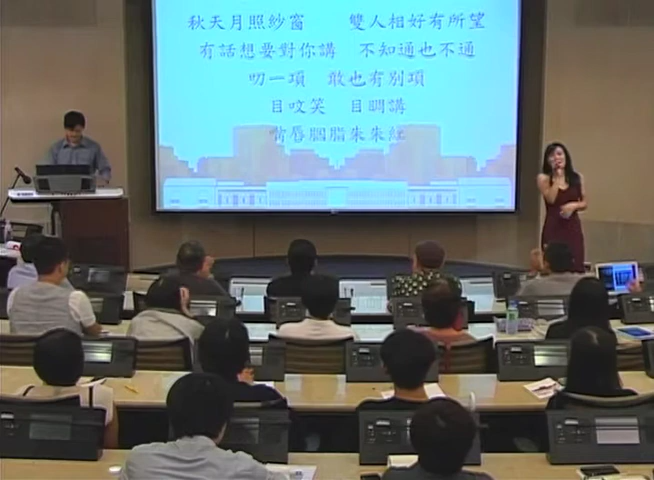 秋天月照紗窗　　雙人相好有所望
有話想要對你講　不知通也不通
叨一項　敢也有別項
目呅笑　目睭講
嘴唇胭脂朱朱紅